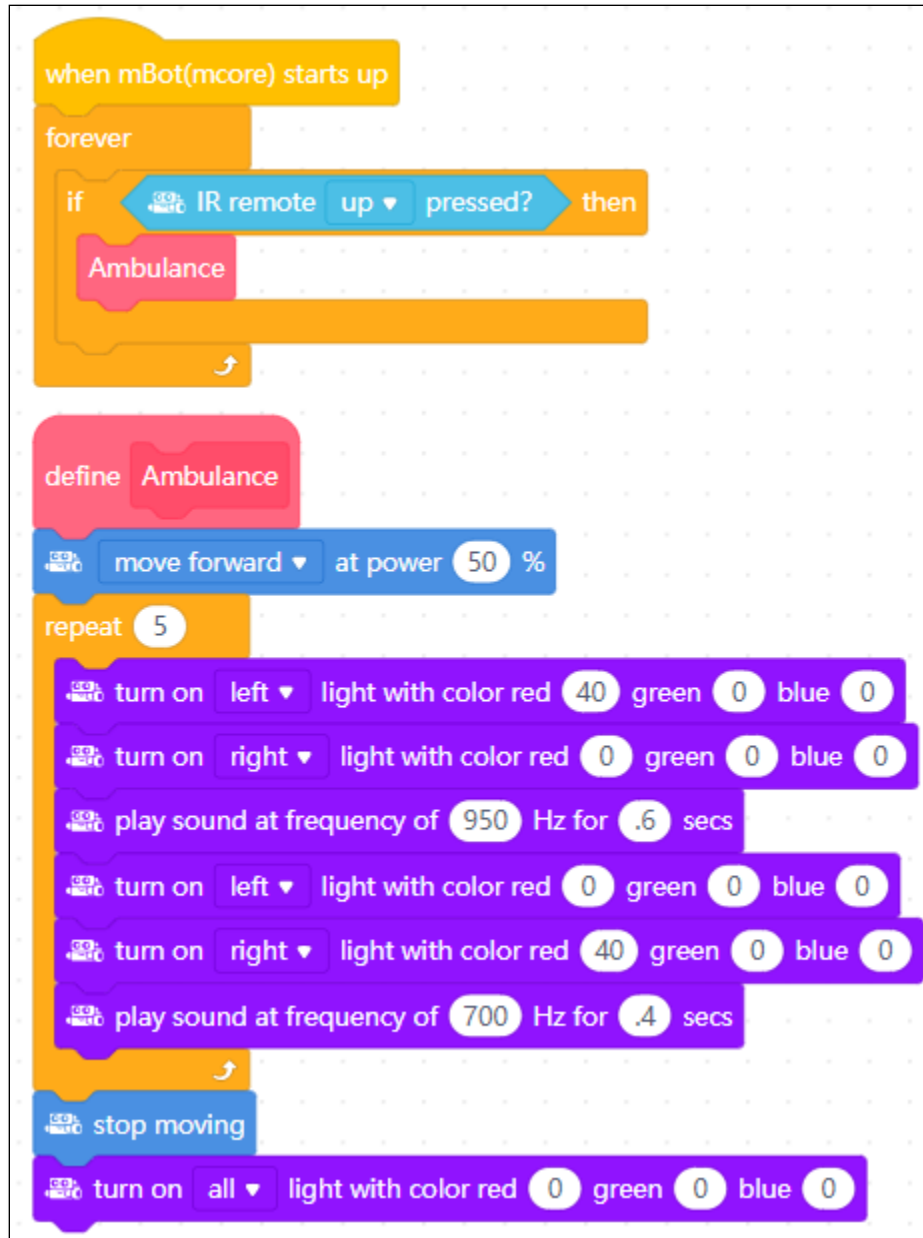 when mBot(mcore) starts up
forever
if IR remote up pressed? then
Ambulance
define Ambulance
move forward at power 50 %
repeat 5
turn on left light with color red 40 green 0 blue 0
turn on right light with color red 0 green 0 blue 0
play sound at frequency of 950 Hz for .6 secs
turn on left light with color red 0 green 0 blue 0
turn on right light with color red 40 green 0 blue 0
play sound at frequency of 700 Hz for .4 secs
stop moving
turn on all light with color red 0 green 0 blue 0